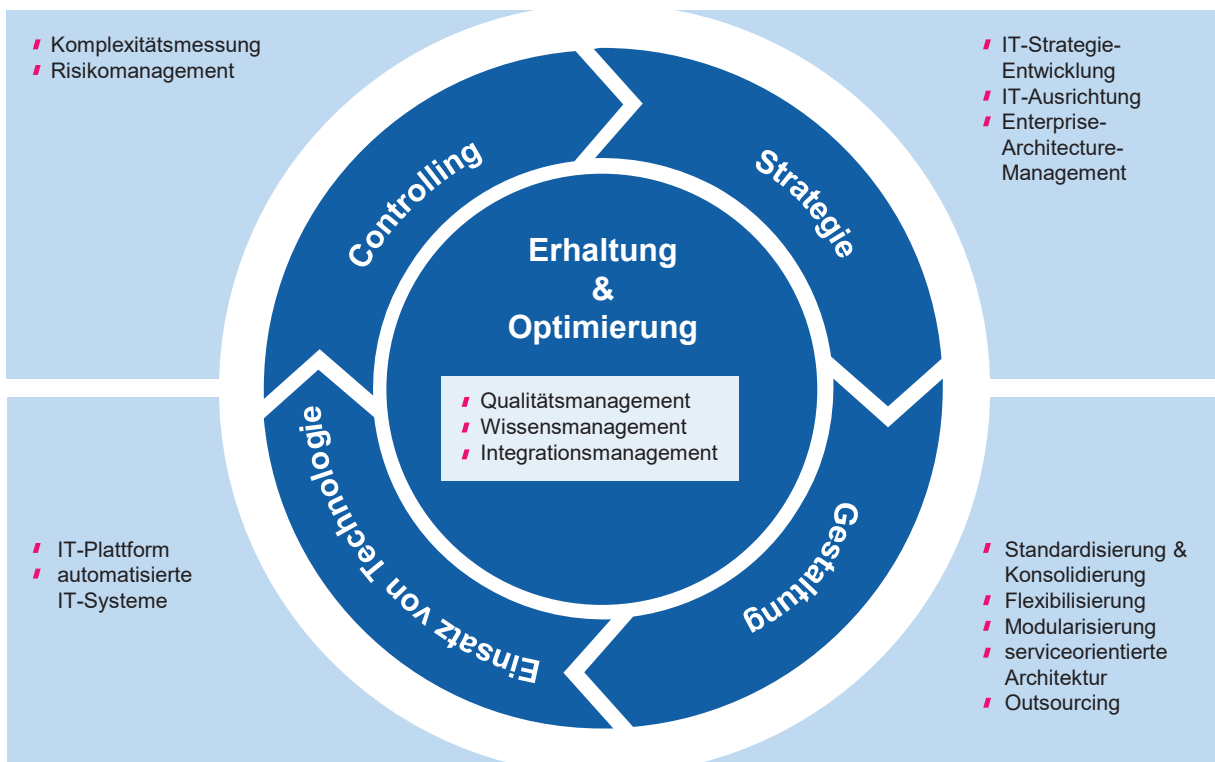 Komplexitätsmessung
Risikomanagement
IT-Strategie-
Entwicklung
IT-Ausrichtung
Enterprise-
Architecture-
Management
Controlling
Strategie
Erhaltung
&
Optimierung
Qualitätsmanagement
Wissensmanagement
Integrationsmanagement
Einsatz von Technologie
Gestaltung
IT-Plattform
automatisierte
IT-Systeme
Standardisierung &
Konsolidierung
Flexibilisierung
Modularisierung
serviceorientierte
Architektur
Outsourcing